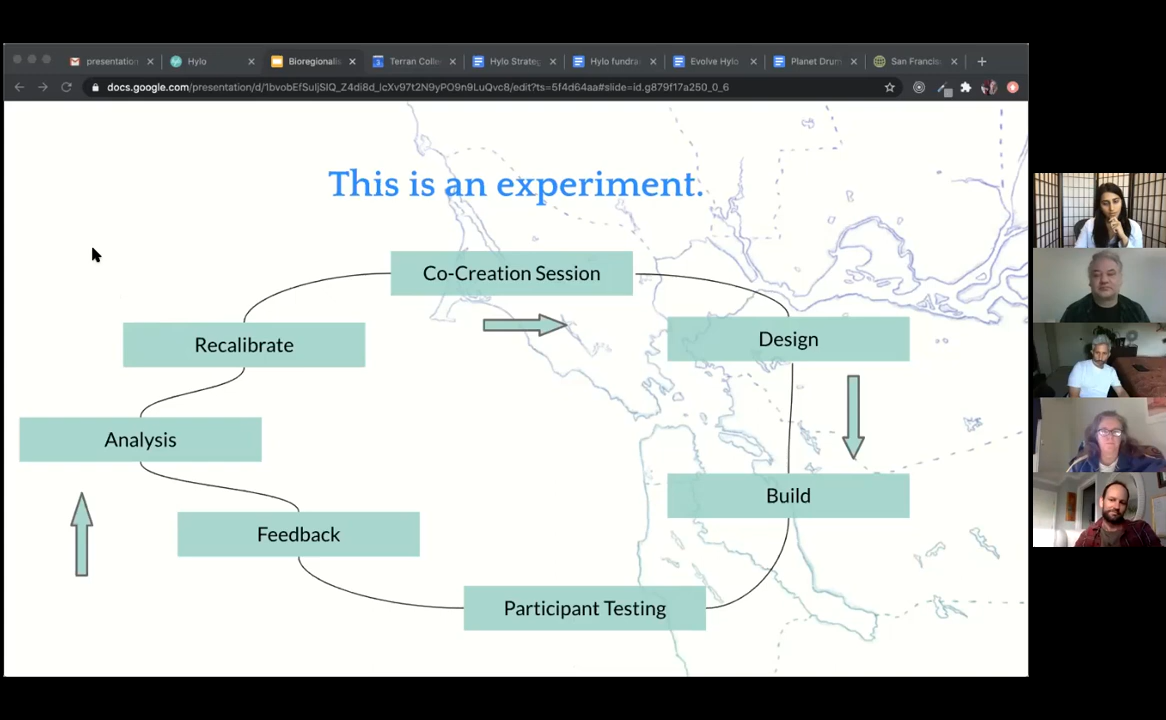 presentation
Hylo
Bioregionalis
Terran Colle
Hylo Strateg
Hylo fundra
Evolve Hylo
Planet Drum
San Francis
docs.google.com/presentation/d/1bvobEfSuIjSIQ_Z4di8d_lcXv97t2N9yPO9n9LuQvc8/edit?ts=5f4d64aa#slide=id.g879f17a250_0_6
This is an experiment.
Co-Creation Session
Design
Recalibrate
Analysis
Build
Feedback
Participant Testing